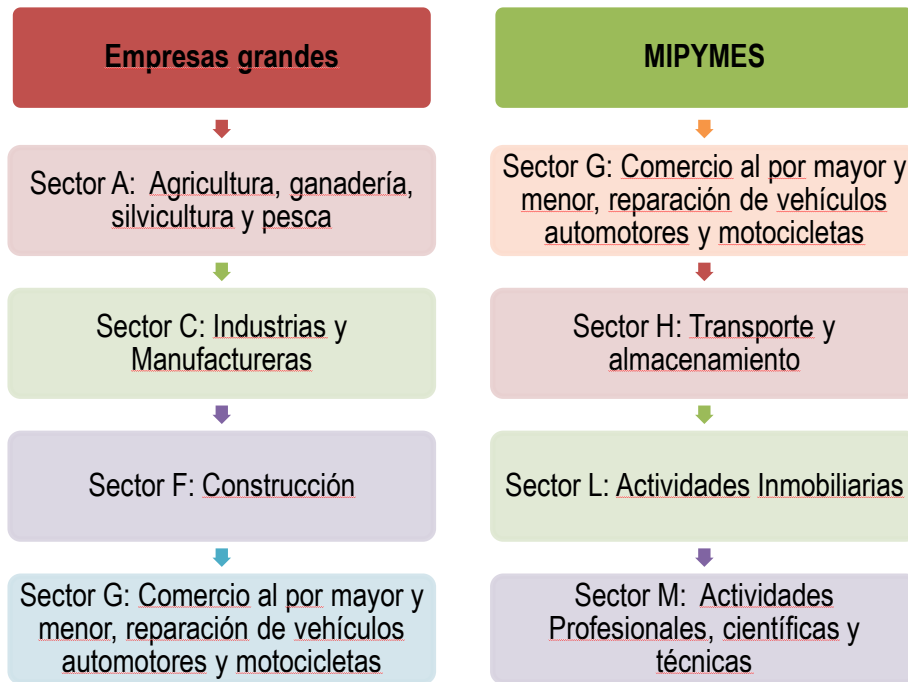 Empresas grandes
Sector A:  Agricultura, ganadería,
silvicultura y pesca
Sector C: Industrias y
Manufactureras
Sector F: Construcción
Sector G: Comercio al por mayor y
menor, reparación de vehículos
automotores y motocicletas
MIPYMES
Sector G: Comercio al por mayor y
menor, reparación de vehículos
automotores y motocicletas
Sector H: Transporte y
almacenamiento
Sector L: Actividades Inmobiliarias
Sector M:  Actividades
Profesionales, científicas y
técnicas